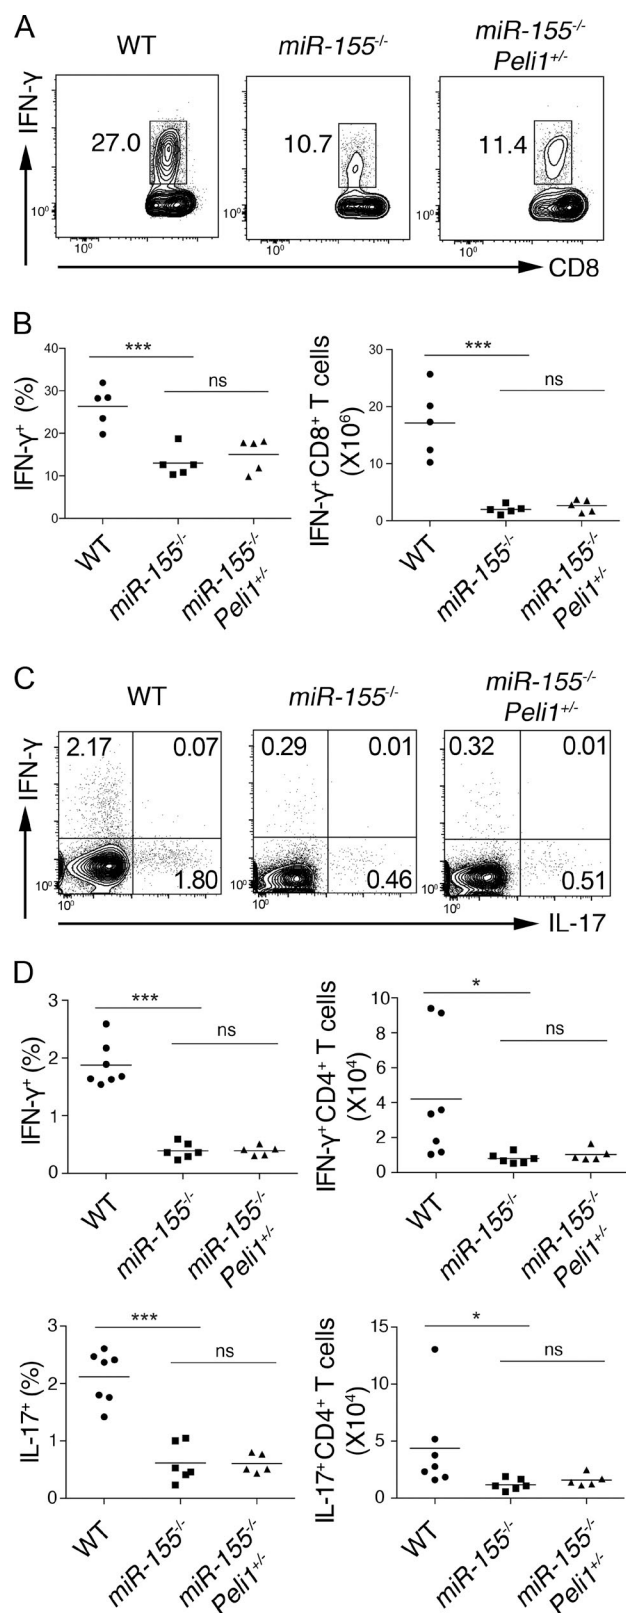 A
WT
miR-155-/-
miR-155-/-
Peli1+/-
IFN-γ
27.0
10.7
11.4
10⁰
10⁰
10⁰
10⁰
10⁰
10⁰
CD8
B
IFN-γ⁺ (%)
40
30
20
10
0
***
ns
WT
miR-155-/-
miR-155-/-
Peli1+/-
IFN-γ⁺CD8⁺ T cells
(X10⁶)
30
20
10
0
***
ns
WT
miR-155-/-
miR-155-/-
Peli1+/-
C
WT
miR-155-/-
miR-155-/-
Peli1+/-
IFN-γ
2.17
0.07
1.80
0.29
0.01
0.46
0.32
0.01
0.51
10⁰
10⁰
10⁰
10⁰
10⁰
10⁰
IL-17
D
IFN-γ⁺ (%)
3
2
1
0
***
ns
WT
miR-155-/-
miR-155-/-
Peli1+/-
IFN-γ⁺CD4⁺ T cells
(X10⁴)
10
8
6
4
2
0
*
ns
WT
miR-155-/-
miR-155-/-
Peli1+/-
IL-17⁺ (%)
3
2
1
0
***
ns
WT
miR-155-/-
miR-155-/-
Peli1+/-
IL-17⁺CD4⁺ T cells
(X10⁴)
15
10
5
0
*
ns
WT
miR-155-/-
miR-155-/-
Peli1+/-